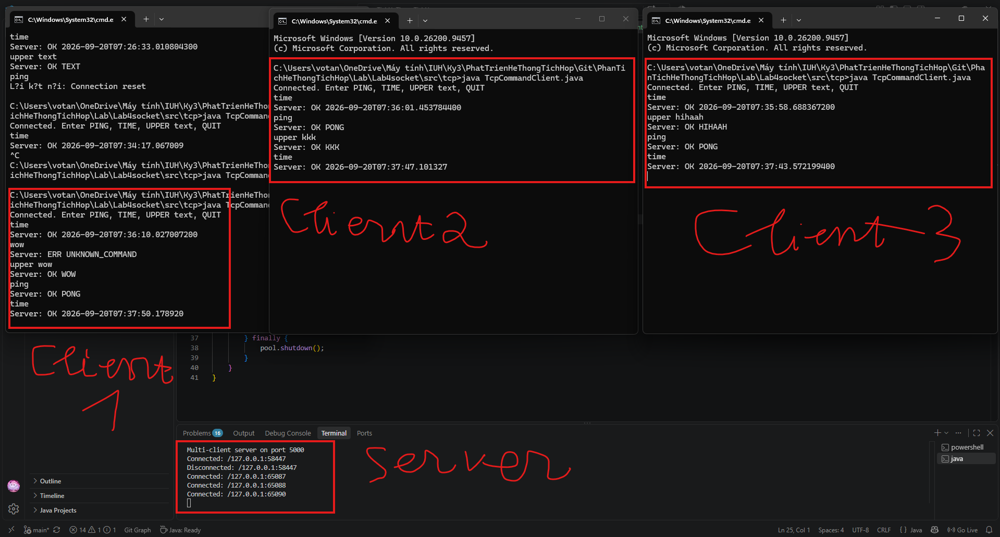 C:\Windows\System32\cmd.e
time
Server: OK 2026-09-20T07:26:33.010804300
upper text
Server: OK TEXT
ping
L?i k?t n?i: Connection reset
C:\Users\votan\OneDrive\Máy tính\IUH\Ky3\PhatTrienHeThon
ichHeThongTichHop\Lab\Lab4socket\src\tcp>java TcpComman
Connected. Enter PING, TIME, UPPER text, QUIT
time
Server: OK 2026-09-20T07:34:17.067009
^C
C:\Users\votan\OneDrive\Máy tính\IUH\Ky3\PhatTrienHeThon
ichHeThongTichHop\Lab\Lab4socket\src\tcp>java TcpComman
C:\Users\votan\OneDrive\Máy tính\IUH\Ky3\PhatTrienHeThon
ichHeThongTichHop\Lab\Lab4socket\src\tcp>java TcpComman
Connected. Enter PING, TIME, UPPER text, QUIT
time
Server: OK 2026-09-20T07:36:10.027007200
wow
Server: ERR UNKNOWN_COMMAND
upper wow
Server: OK WOW
ping
Server: OK PONG
time
Server: OK 2026-09-20T07:37:50.178920
Client
1
C:\Windows\System32\cmd.e
Microsoft Windows [Version 10.0.26200.9457]
(c) Microsoft Corporation. All rights reserved.
C:\Users\votan\OneDrive\Máy tính\IUH\Ky3\PhatTrienHeThongTichHop\Git\PhanTi
chHeThongTichHop\Lab\Lab4socket\src\tcp>java TcpCommandClient.java
Connected. Enter PING, TIME, UPPER text, QUIT
time
Server: OK 2026-09-20T07:36:01.453784400
ping
Server: OK PONG
upper kkk
Server: OK KKK
time
Server: OK 2026-09-20T07:37:47.101327
Client 2
C:\Windows\System32\cmd.e
Microsoft Windows [Version 10.0.26200.9457]
(c) Microsoft Corporation. All rights reserved.
C:\Users\votan\OneDrive\Máy tính\IUH\Ky3\PhatTrienHeThongTichHop\Git\Pha
nTichHeThongTichHop\Lab\Lab4socket\src\tcp>java TcpCommandClient.java
Connected. Enter PING, TIME, UPPER text, QUIT
time
Server: OK 2026-09-20T07:35:58.688367200
upper hihaah
Server: OK HIHAAH
ping
Server: OK PONG
time
Server: OK 2026-09-20T07:37:43.572199400
Client 3
37 } finally {
38 pool.shutdown();
39 }
40 }
41 }
Problems 16 Output Debug Console Terminal Ports
Multi-client server on port 5000
Connected: /127.0.0.1:58447
Disconnected: /127.0.0.1:58447
Connected: /127.0.0.1:65087
Connected: /127.0.0.1:65088
Connected: /127.0.0.1:65090
Server
powershell
java
Outline
Timeline
Java Projects
main* 14 1 1 Git Graph Java: Ready Ln 25, Col 1 Spaces: 4 UTF-8 CRLF {} Java Go Live